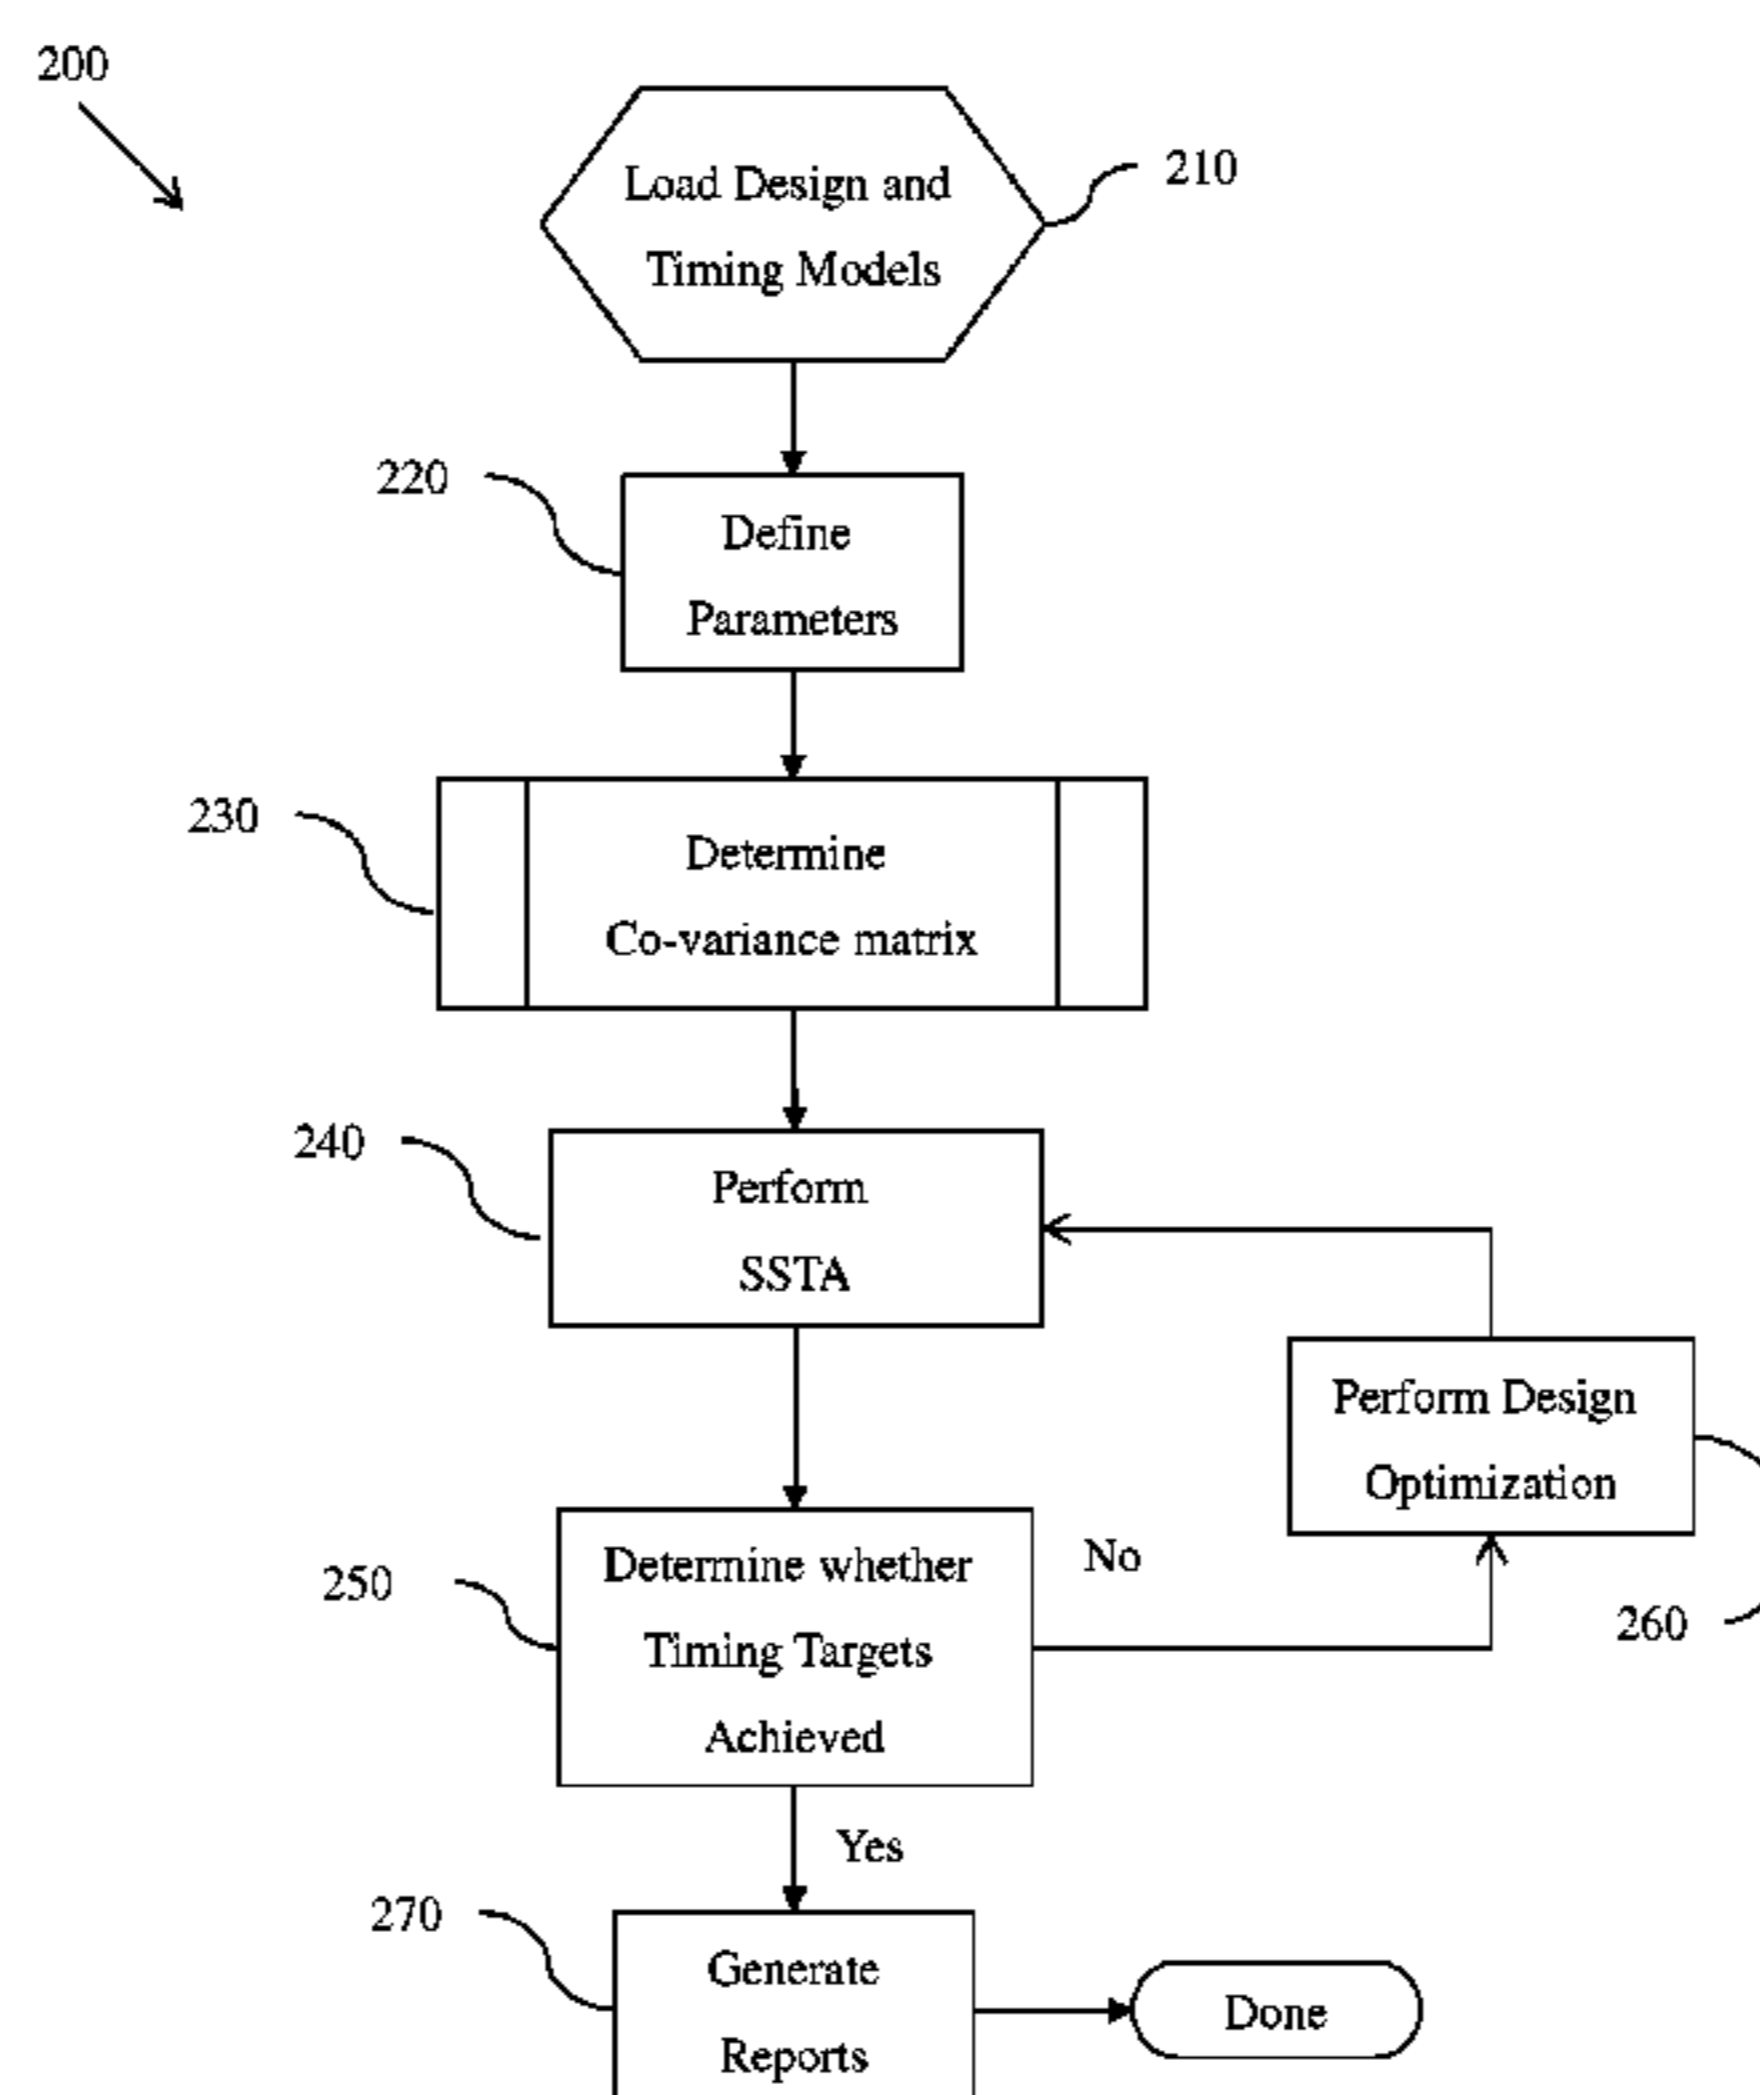 200
Load Design and
Timing Models
210
220
Define
Parameters
230
Determine
Co-variance matrix
240
Perform
SSTA
Perform Design
Optimization
260
250
Determine whether
Timing Targets
Achieved
No
Yes
270
Generate
Reports
Done